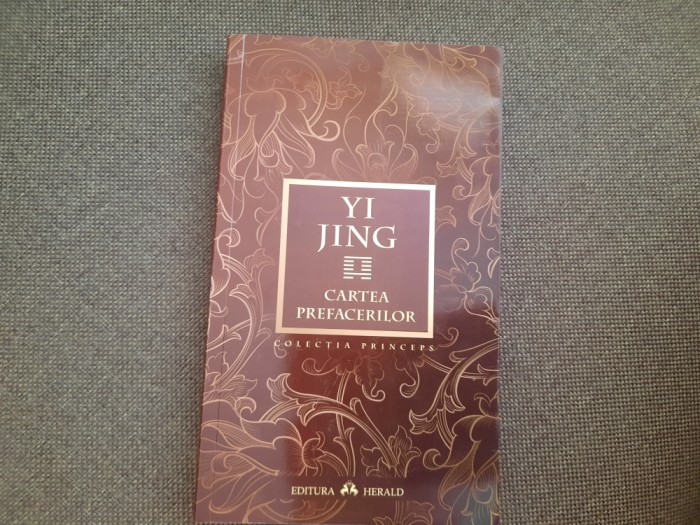 YI
JING
CARTEA
PREFACERILOR
COLECȚIA PRINCEPS
EDITURA HERALD